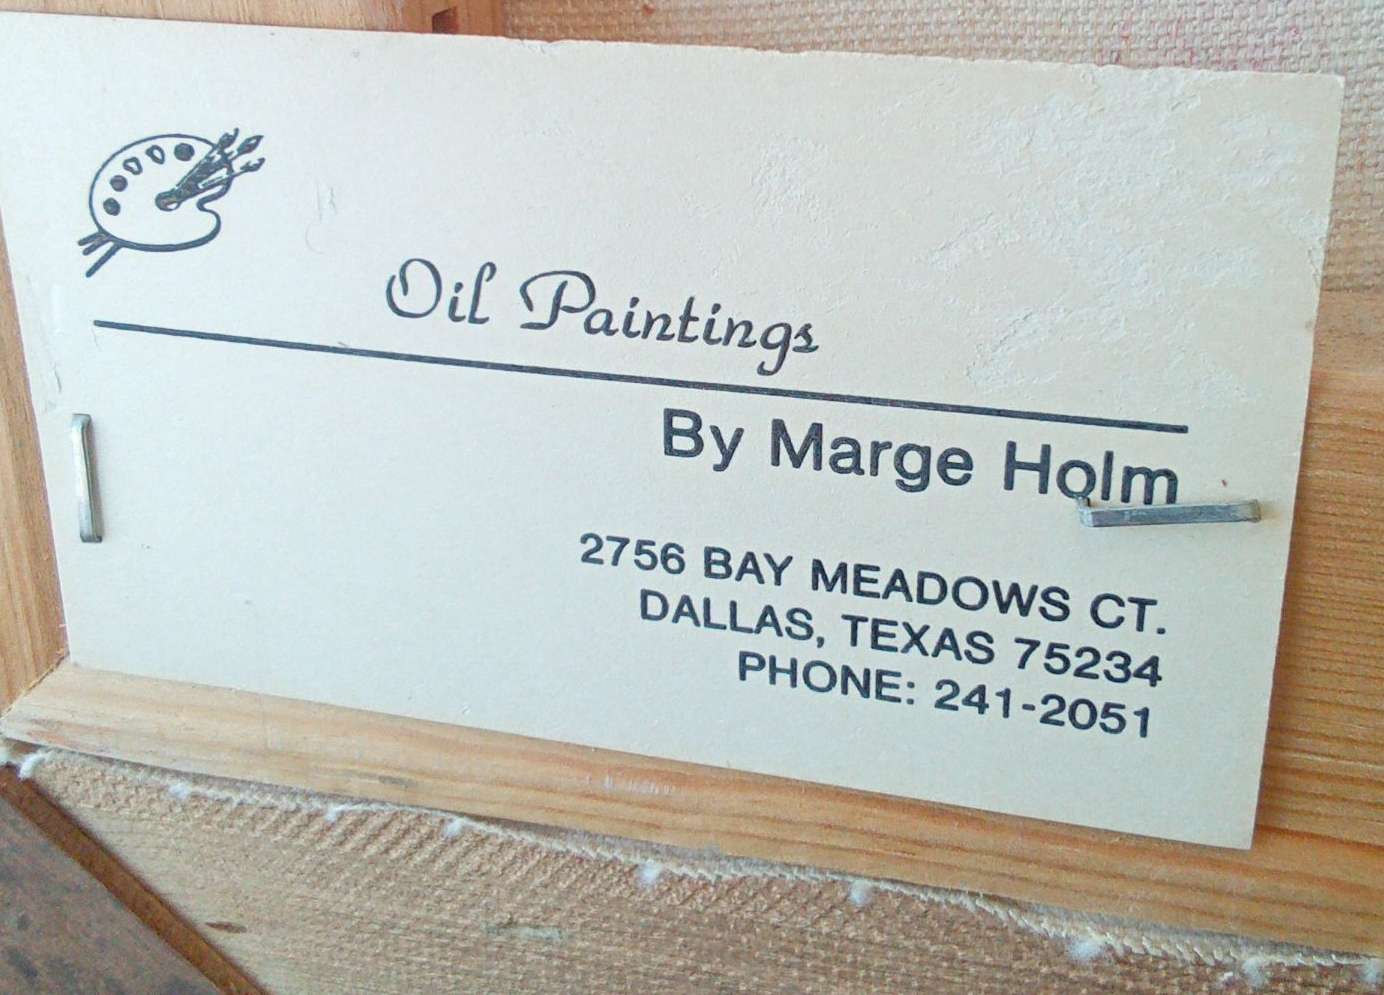 Oil Paintings
By Marge Holm
2756 BAY MEADOWS CT.
DALLAS, TEXAS 75234
PHONE: 241-2051